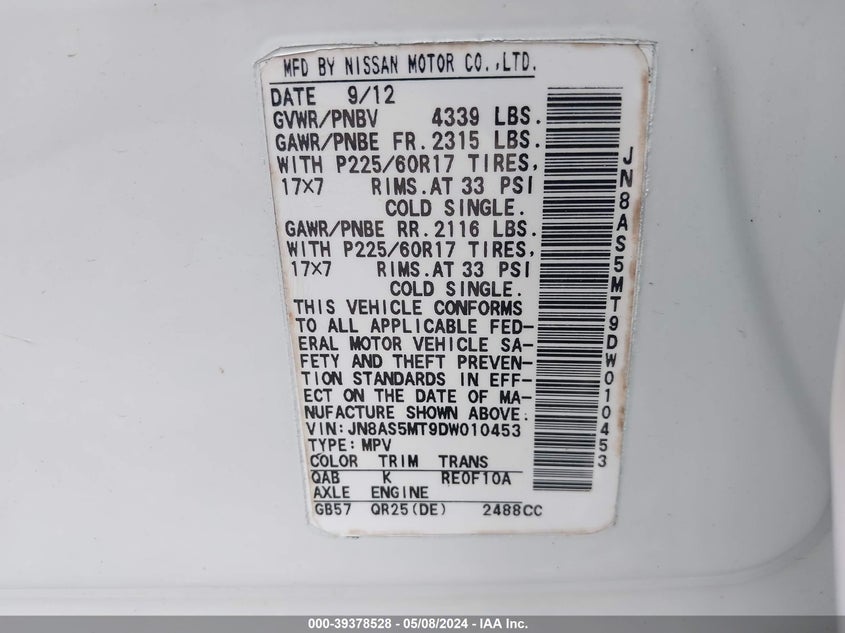 MFD BY NISSAN MOTOR CO.,LTD.
DATE 9/12
GVWR/PNBV 4339 LBS.
GAWR/PNBE FR.2315 LBS.
WITH P225/60R17 TIRES,
17X7 RIMS.AT 33 PSI
COLD SINGLE.
GAWR/PNBE RR.2116 LBS.
WITH P225/60R17 TIRES,
17X7 RIMS.AT 33 PSI
COLD SINGLE.
THIS VEHICLE CONFORMS
TO ALL APPLICABLE FED-
ERAL MOTOR VEHICLE SA-
FETY AND THEFT PREVEN-
TION STANDARDS IN EFF-
ECT ON THE DATE OF MA-
NUFACTURE SHOWN ABOVE.
VIN:JN8AS5MT9DW010453
TYPE:MPV
COLOR TRIM TRANS
QAB K RE0F10A
AXLE ENGINE
GB57 QR25(DE) 2488CC
JN8AS5MT9DW010453
000-39378528 - 05/08/2024 - IAAI.com